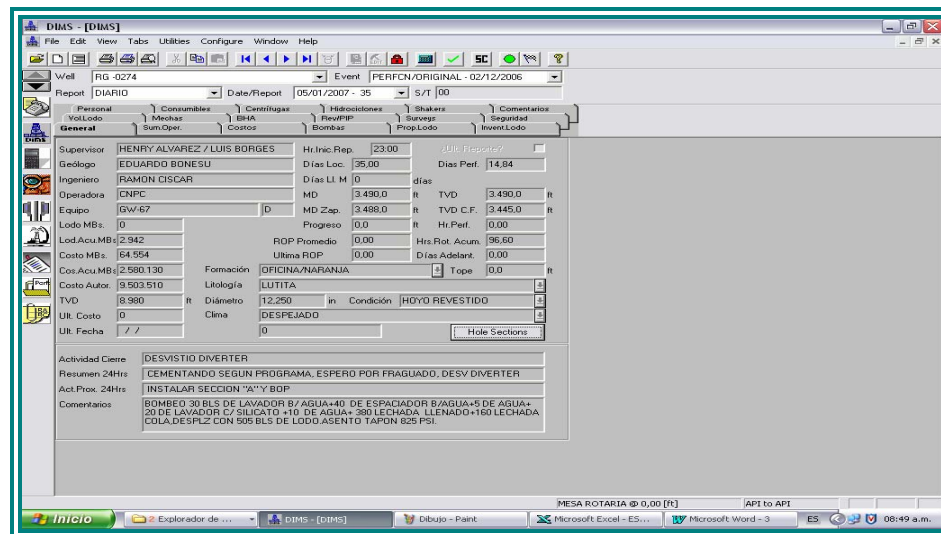 DIMS - [DIMS]
File Edit View Tabs Utilities Configure Window Help
SC
Well RG -0274 Event PERFCN/ORIGINAL - 02/12/2006
Report DIARIO Date/Report 05/01/2007 - 35 S/T 00
Personal Consumibles Centrífugas Hidrociclones Shakers Comentarios
Vol.Lodo Mechas BHA Rev/PIP Surveys Seguridad
General Sum.Oper. Costos Bombas Prop.Lodo Invent.Lodo
Supervisor HENRY ALVAREZ / LUIS BORGES Hr.Inic.Rep. 23:00 ¿Ult. Reporte?
Geólogo EDUARDO BONESU Días Loc. 35,00 Dias Perf. 14,84
Ingeniero RAMON CISCAR Días Ll. M 0 días
Operadora CNPC MD 3.490,0 ft TVD 3.490,0 ft
Equipo GW-67 D MD Zap. 3.488,0 ft TVD C.F. 3.445,0 ft
Lodo MBs. 0 Progreso 0,0 ft Hr.Perf. 0,00
Lod.Acu.MBs 2.942 ROP Promedio 0,00 Hrs.Rot. Acum. 96,60
Costo MBs. 64.554 Ultima ROP 0,00 Días Adelant. 0,00
Cos.Acu.MBs 2.580.130 Formación OFICINA/NARANJA Tope 0,0 ft
Costo Autor. 9.503.510 Litología LUTITA
TVD 8.980 ft Diámetro 12,250 in Condición HOYO REVESTIDO
Ult. Costo 0 Clima DESPEJADO
Ult. Fecha / / 0 Hole Sections
Actividad Cierre DESVISTIO DIVERTER
Resumen 24Hrs CEMENTANDO SEGUN PROGRAMA, ESPERO POR FRAGUADO, DESV DIVERTER
Act.Prox. 24Hrs INSTALAR SECCION "A" Y BOP
Comentarios BOMBEO 30 BLS DE LAVADOR B/ AGUA+40 DE ESPACIADOR B/AGUA+5 DE AGUA+
20 DE LAVADOR C/ SILICATO +10 DE AGUA+ 380 LECHADA LLENADO+160 LECHADA
COLA,DESPLZ CON 505 BLS DE LODO.ASENTO TAPON 825 PSI.
MESA ROTARIA @ 0,00 [ft] API to API
Inicio 2 Explorador de ... DIMS - [DIMS] Dibujo - Paint Microsoft Excel - ES... Microsoft Word - 3 ES 08:49 a.m.